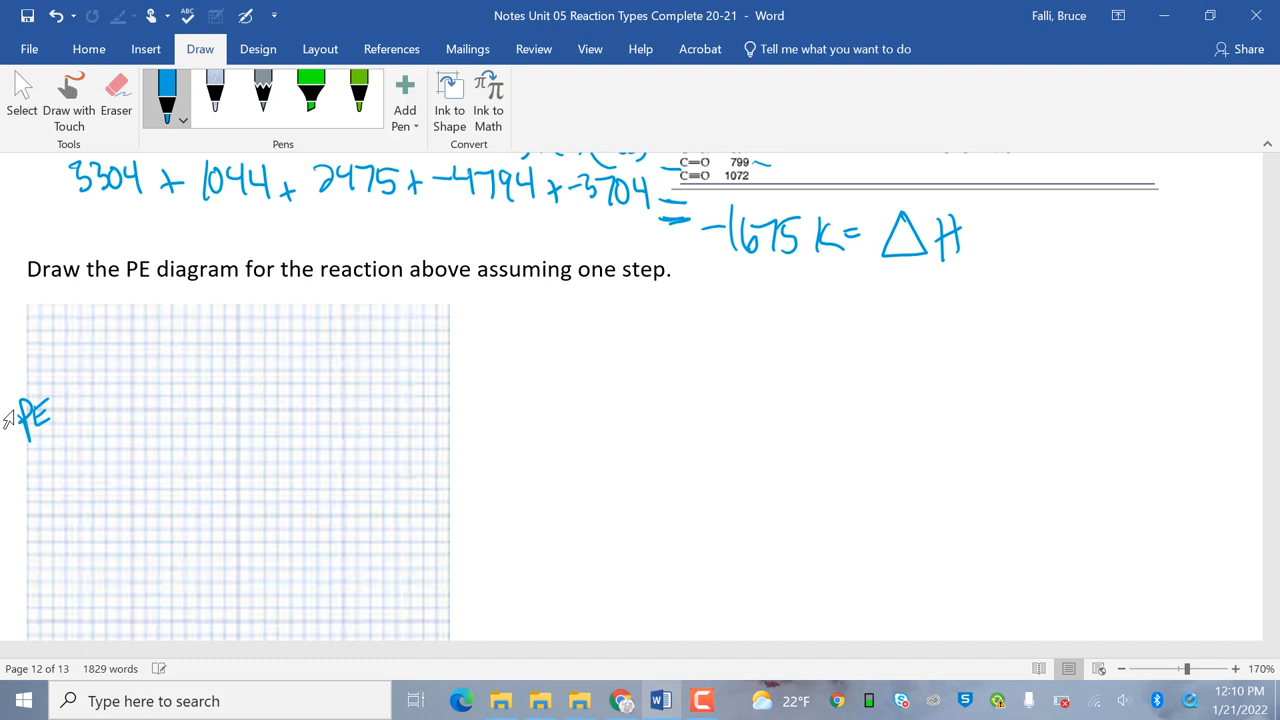 Notes Unit 05 Reaction Types Complete 20-21 - Word
Falli, Bruce
File Home Insert Draw Design Layout References Mailings Review View Help Acrobat Tell me what you want to do Share
Select Draw with Touch Eraser Add Pen Ink to Shape Ink to Math
Tools Pens Convert
C=O 799
C≡O 1072
3304 + 1044 + 2475 + -4794 + -3704 =
-1675 K = △H
Draw the PE diagram for the reaction above assuming one step.
PE
Page 12 of 13 1829 words 170%
Type here to search 22°F 12:10 PM
1/21/2022